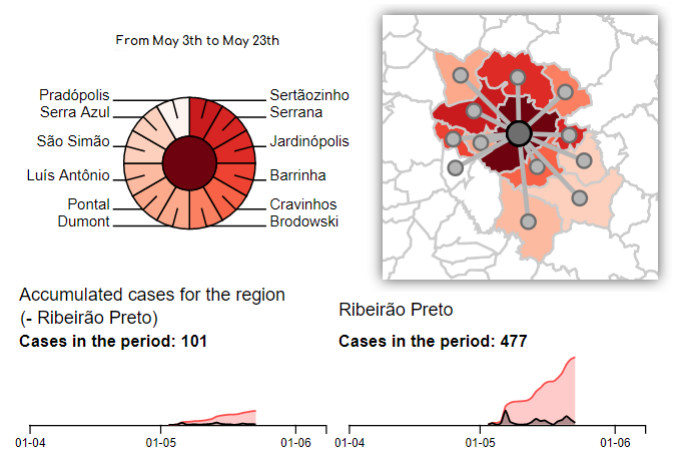 From May 3th to May 23th
Pradópolis
Sertãozinho
Serra Azul
Serrana
São Simão
Jardinópolis
Luís Antônio
Barrinha
Pontal
Cravinhos
Dumont
Brodowski
Accumulated cases for the region
(- Ribeirão Preto)
Cases in the period: 101
Ribeirão Preto
Cases in the period: 477
01-04 01-05 01-06
01-04 01-05 01-06